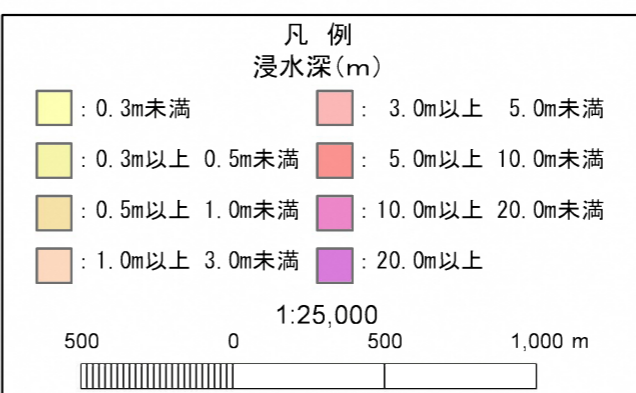 凡 例
浸水深(m)
: 0.3m未満
: 0.3m以上 0.5m未満
: 0.5m以上 1.0m未満
: 1.0m以上 3.0m未満
: 3.0m以上 5.0m未満
: 5.0m以上 10.0m未満
: 10.0m以上 20.0m未満
: 20.0m以上
1:25,000
500 0 500 1,000 m